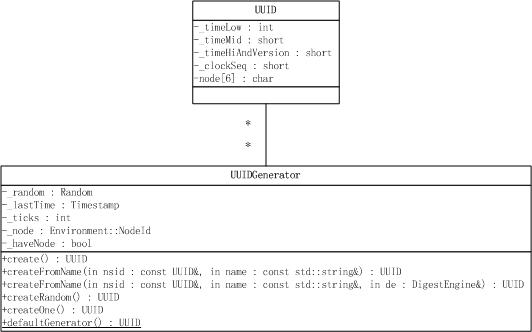 UUID
-_timeLow : int
-_timeMid : short
-_timeHiAndVersion : short
-_clockSeq : short
-node[6] : char
*
*
UUIDGenerator
-_random : Random
-_lastTime : Timestamp
-_ticks : int
-_node : Environment::NodeId
-_haveNode : bool
+create() : UUID
+createFromName(in nsid : const UUID&, in name : const std::string&) : UUID
+createFromName(in nsid : const UUID&, in name : const std::string&, in de : DigestEngine&) : UUID
+createRandom() : UUID
+createOne() : UUID
+defaultGenerator() : UUID